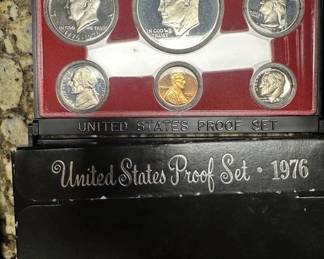 IN GOD WE TRUST
IN GOD WE
TRUST
UNITED STATES PROOF SET
United States Proof Set · 1976